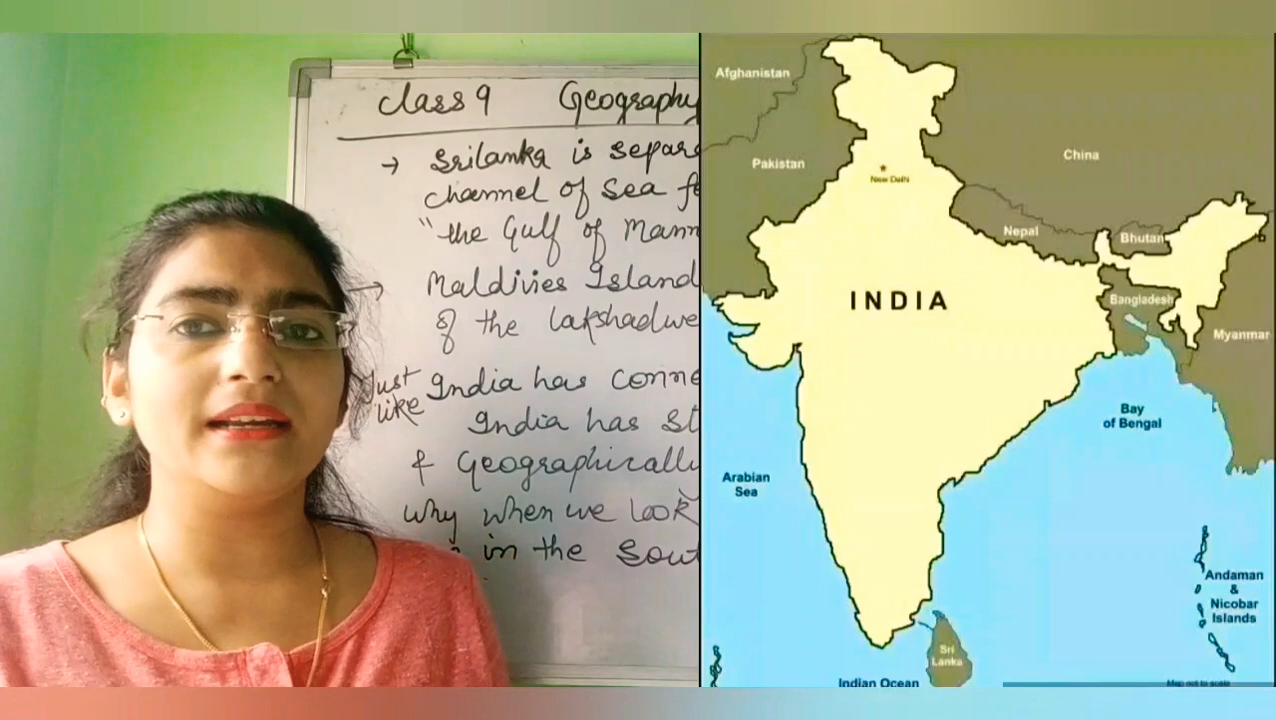 class 9 Geography
→ Srilanka is separ
channel of sea f
"the Gulf of Mann
→ Maldivies Island
of the lakshadwe
Just like India has conne
India has st
& Geographically
why when we look
in the sout
Afghanistan
Pakistan
China
New Delhi
Nepal
Bhutan
INDIA
Bangladesh
Myanmar
Bay
of Bengal
Arabian
Sea
Andaman
&
Nicobar
Islands
Sri
Lanka
Indian Ocean
Map not to scale